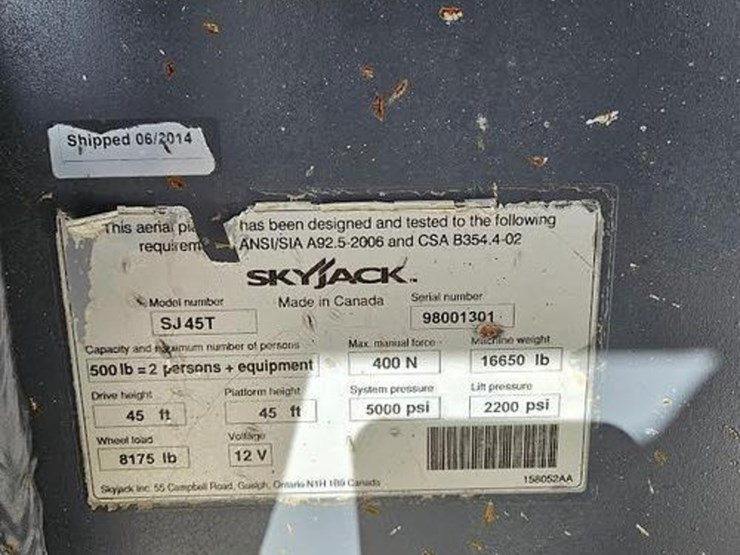 Shipped 06/2014
This aerial pla has been designed and tested to the following
requirem ANSI/SIA A92.5-2006 and CSA B354.4-02
SKYJACK
Made in Canada
Model number Serial number
SJ 45T 98001301
Capacity and maximum number of persons Max. manual force Machine weight
500 lb = 2 persons + equipment 400 N 16650 lb
Drive height Platform height System pressure Lift pressure
45 ft 45 ft 5000 psi 2200 psi
Wheel load Voltage
8175 lb 12 V
Skyjack Inc. 55 Campbell Road, Guelph, Ontario N1H 1B9 Canada 158052AA